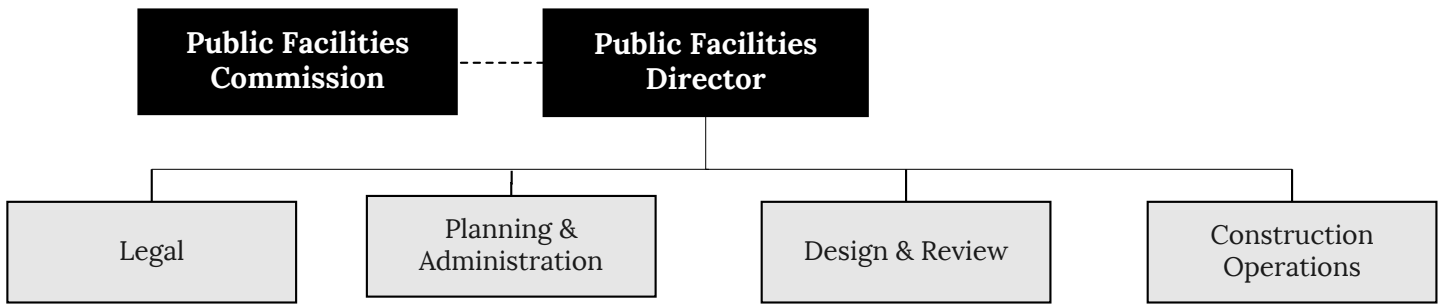 Public Facilities
Commission
Public Facilities
Director
Legal
Planning &
Administration
Design & Review
Construction
Operations